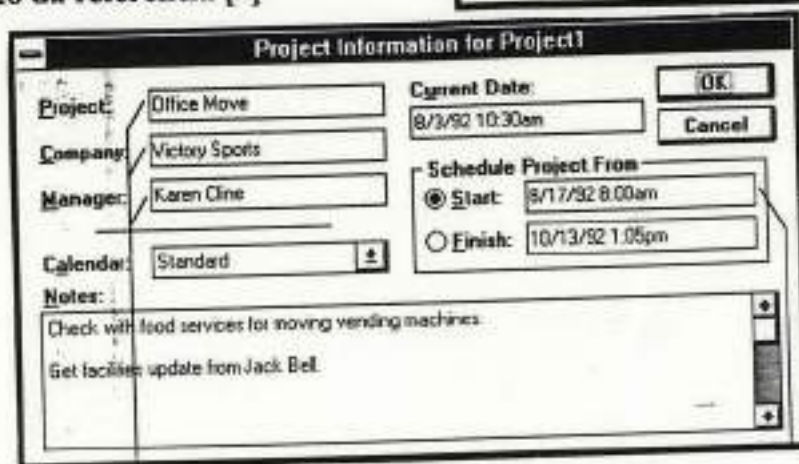 Project Information for Project1
Project: Office Move
Company: Victory Sports
Manager: Karen Cline
Calendar: Standard
Current Date:
8/3/92 10:30am
OK
Cancel
Schedule Project From
Start: 8/17/92 8:00am
Finish: 10/13/92 1:05pm
Notes:
Check with food services for moving vending machines
Get facilities update from Jack Bell.